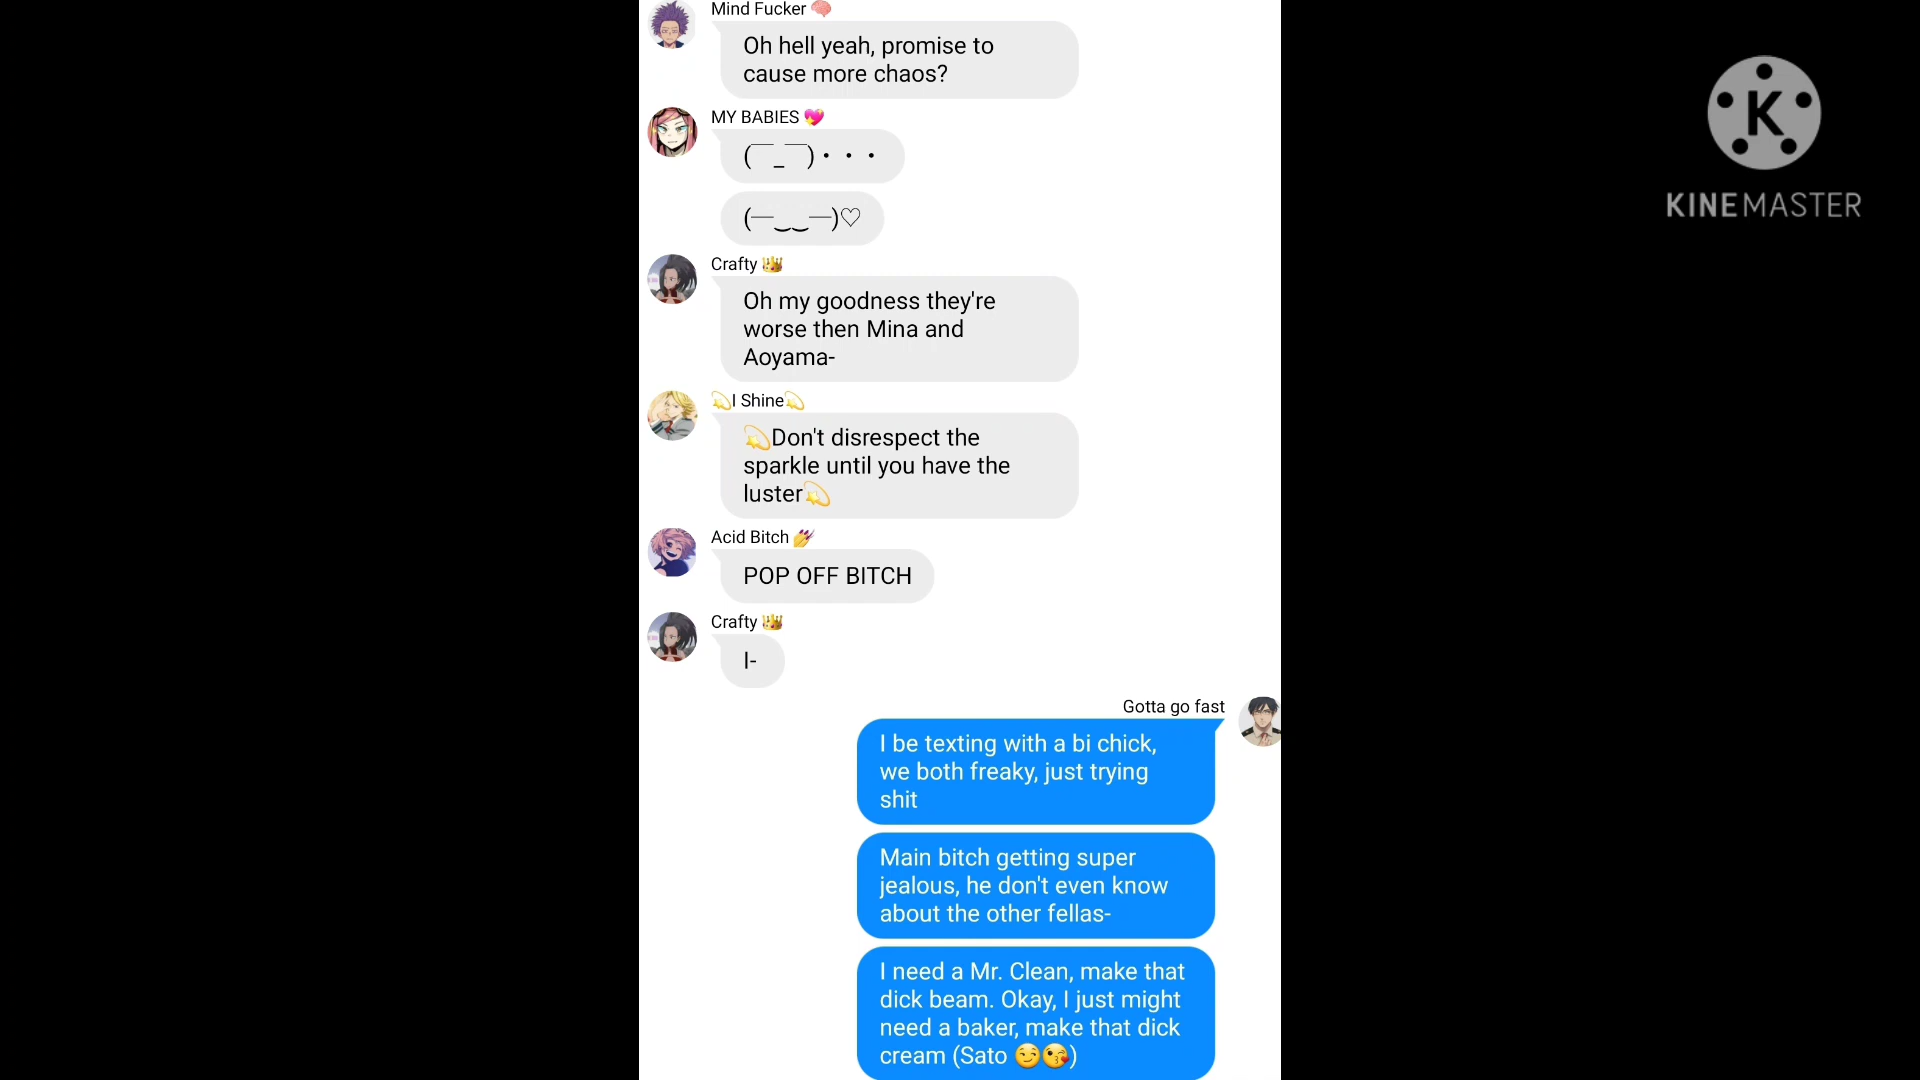 Mind Fucker 🧠
Oh hell yeah, promise to
cause more chaos?
MY BABIES 💖
(￣_￣)・・・
(─‿‿─)♡
Crafty 👑
Oh my goodness they're
worse then Mina and
Aoyama-
💫I Shine💫
💫Don't disrespect the
sparkle until you have the
luster💫
Acid Bitch 💅
POP OFF BITCH
Crafty 👑
I-
Gotta go fast
I be texting with a bi chick,
we both freaky, just trying
shit
Main bitch getting super
jealous, he don't even know
about the other fellas-
I need a Mr. Clean, make that
dick beam. Okay, I just might
need a baker, make that dick
cream (Sato 😏😘)
K
KINEMASTER